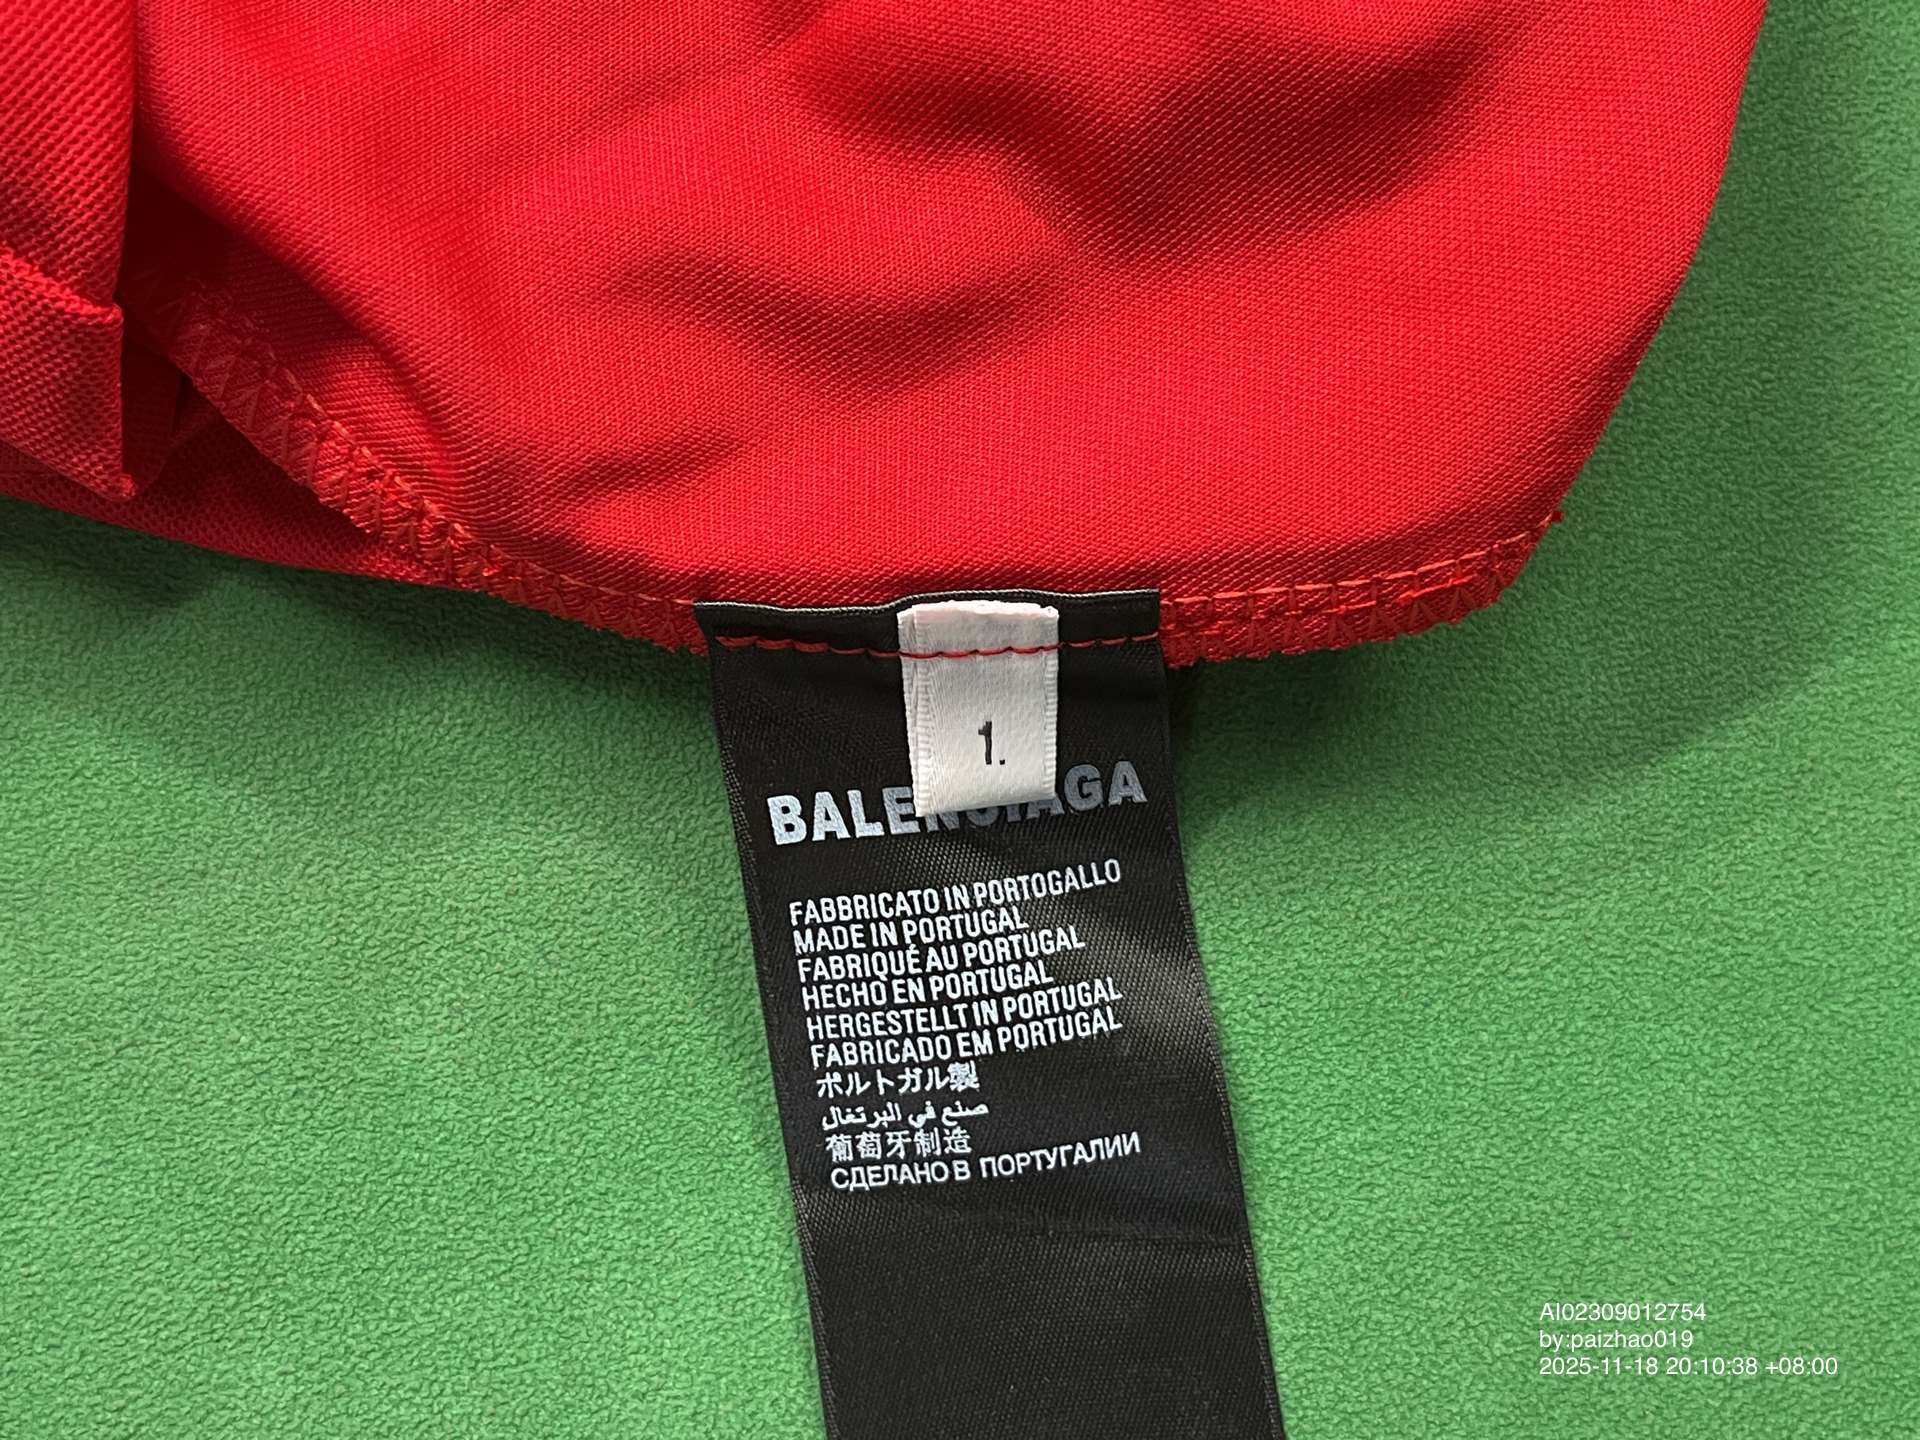 1.
BALENCIAGA
FABBRICATO IN PORTOGALLO
MADE IN PORTUGAL
FABRIQUÉ AU PORTUGAL
HECHO EN PORTUGAL
HERGESTELLT IN PORTUGAL
FABRICADO EM PORTUGAL
ポルトガル製
صنع في البرتغال
葡萄牙制造
СДЕЛАНО В ПОРТУГАЛИИ
AI02309012754
by:paizhao019
2025-11-18 20:10:38 +08:00